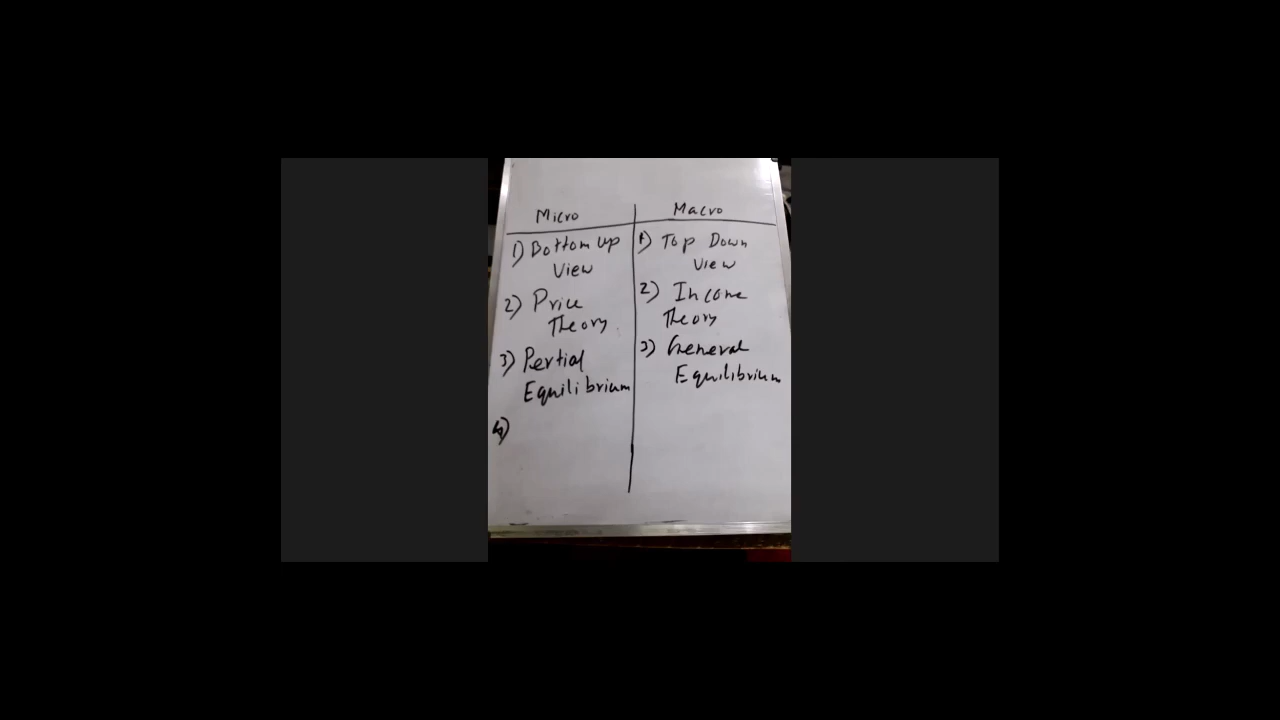 Micro | Macro
1) Bottom up | 1) Top Down
View | View
2) Price | 2) Income
Theory | Theory
3) Pertial | 3) General
Equilibrium | Equilibrium
4)